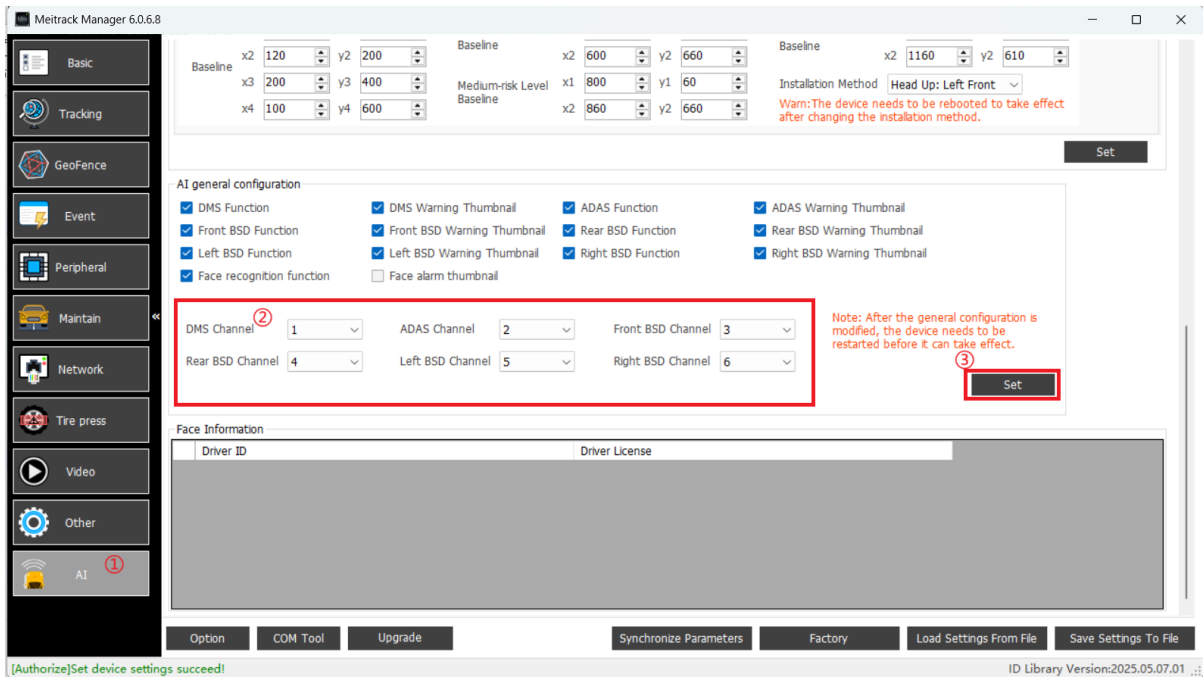 Meitrack Manager 6.0.6.8
Basic
Tracking
GeoFence
Event
Peripheral
Maintain
«
Network
Tire press
Video
Other
AI ①
Baseline
x2 120 y2 200
x3 200 y3 400
x4 100 y4 600
Baseline x2 600 y2 660
Medium-risk Level Baseline
x1 800 y1 60
x2 860 y2 660
Baseline x2 1160 y2 610
Installation Method Head Up: Left Front
Warn:The device needs to be rebooted to take effect
after changing the installation method.
Set
AI general configuration
DMS Function DMS Warning Thumbnail ADAS Function ADAS Warning Thumbnail
Front BSD Function Front BSD Warning Thumbnail Rear BSD Function Rear BSD Warning Thumbnail
Left BSD Function Left BSD Warning Thumbnail Right BSD Function Right BSD Warning Thumbnail
Face recognition function Face alarm thumbnail
②
DMS Channel 1 ADAS Channel 2 Front BSD Channel 3
Rear BSD Channel 4 Left BSD Channel 5 Right BSD Channel 6
Note: After the general configuration is
modified, the device needs to be
restarted before it can take effect.
③
Set
Face Information
Driver ID Driver License
Option COM Tool Upgrade Synchronize Parameters Factory Load Settings From File Save Settings To File
[Authorize]Set device settings succeed! ID Library Version:2025.05.07.01